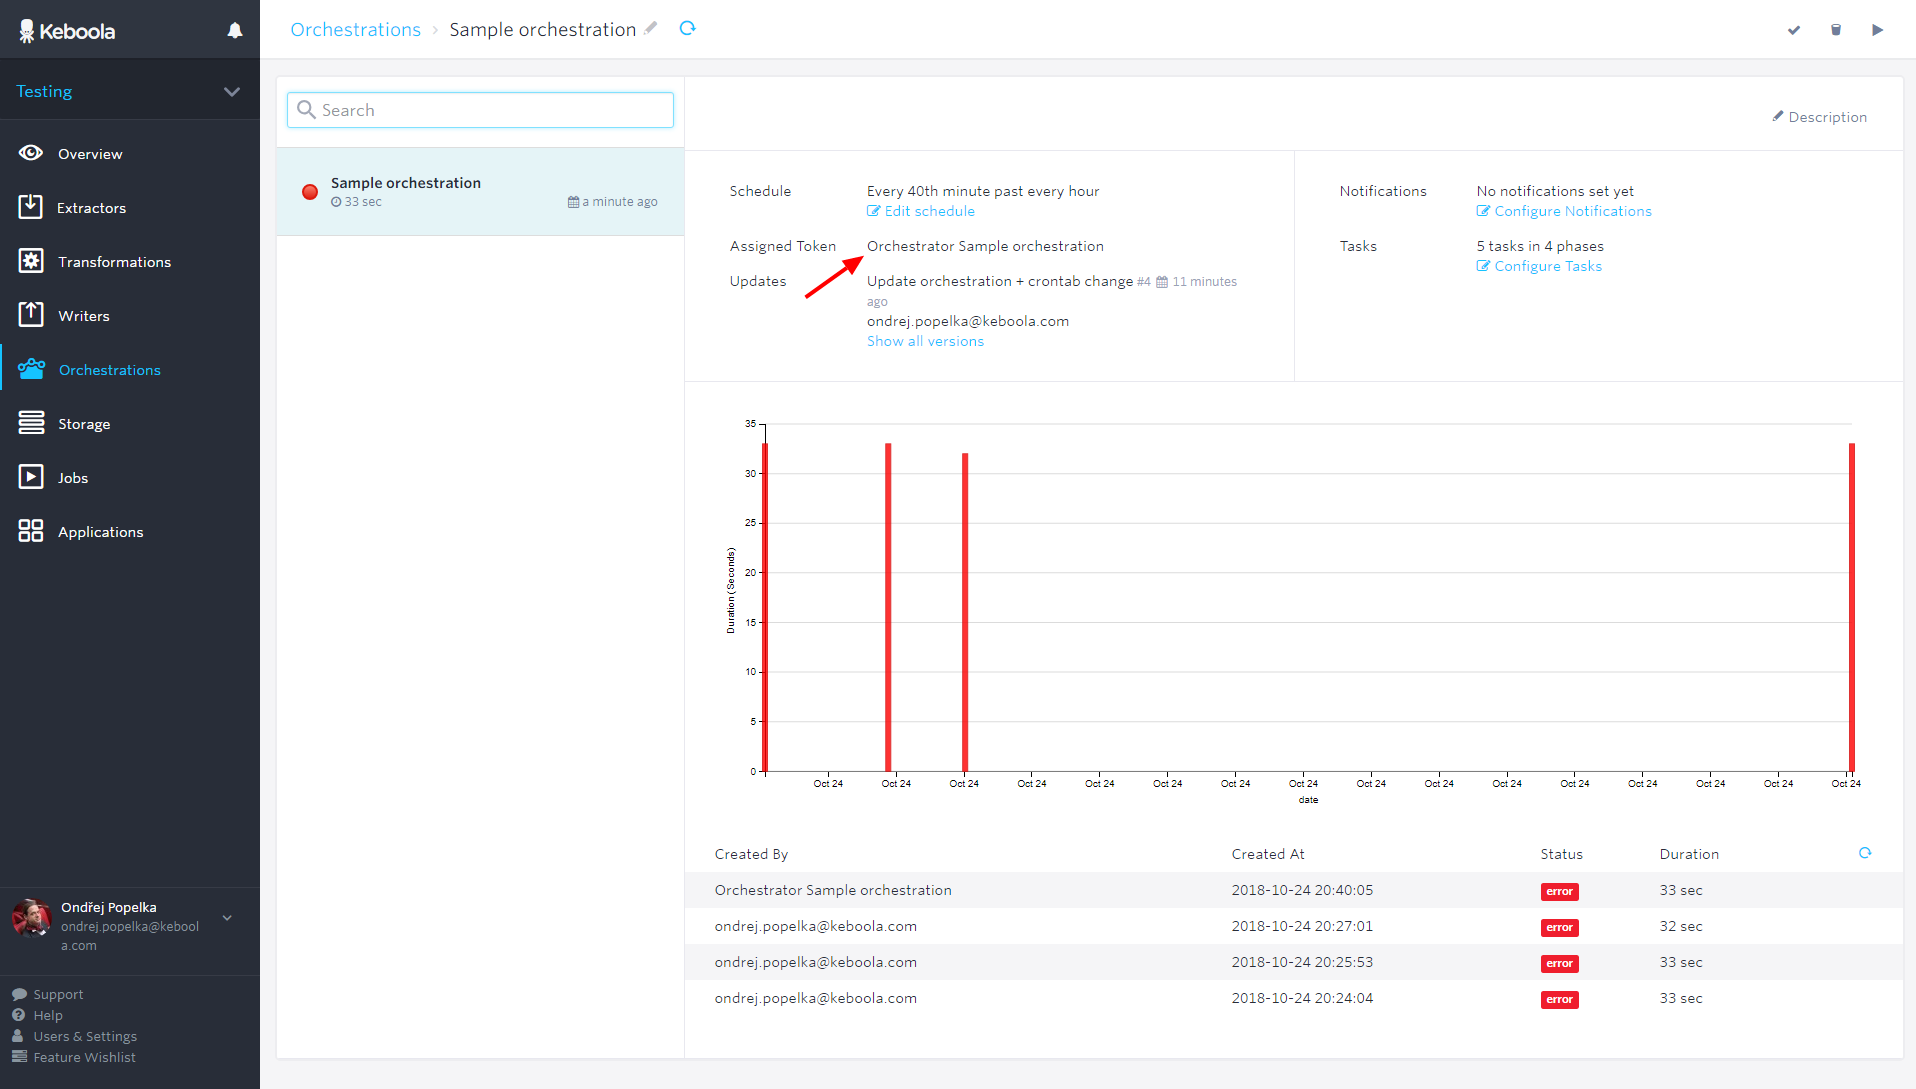 Keboola
Orchestrations › Sample orchestration
Testing
Overview
Extractors
Transformations
Writers
Orchestrations
Storage
Jobs
Applications
Ondřej Popelka
ondrej.popelka@kebool
a.com
Support
Help
Users & Settings
Feature Wishlist
Search
Sample orchestration
33 sec
a minute ago
Description
Schedule
Every 40th minute past every hour
Edit schedule
Assigned Token
Orchestrator Sample orchestration
Updates
Update orchestration + crontab change #4 11 minutes
ago
ondrej.popelka@keboola.com
Show all versions
Notifications
No notifications set yet
Configure Notifications
Tasks
5 tasks in 4 phases
Configure Tasks
Duration (Seconds)
35
30
25
20
15
10
5
0
Oct 24 Oct 24 Oct 24 Oct 24 Oct 24 Oct 24 Oct 24 Oct 24 Oct 24 Oct 24 Oct 24 Oct 24 Oct 24 Oct 24 Oct 24 Oct 24
date
Created By Created At Status Duration
Orchestrator Sample orchestration 2018-10-24 20:40:05 error 33 sec
ondrej.popelka@keboola.com 2018-10-24 20:27:01 error 32 sec
ondrej.popelka@keboola.com 2018-10-24 20:25:53 error 33 sec
ondrej.popelka@keboola.com 2018-10-24 20:24:04 error 33 sec